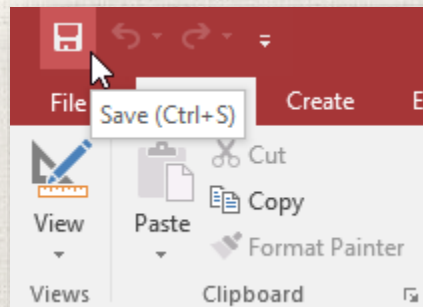 File
Create
Save (Ctrl+S)
View
Paste
Cut
Copy
Format Painter
Views
Clipboard